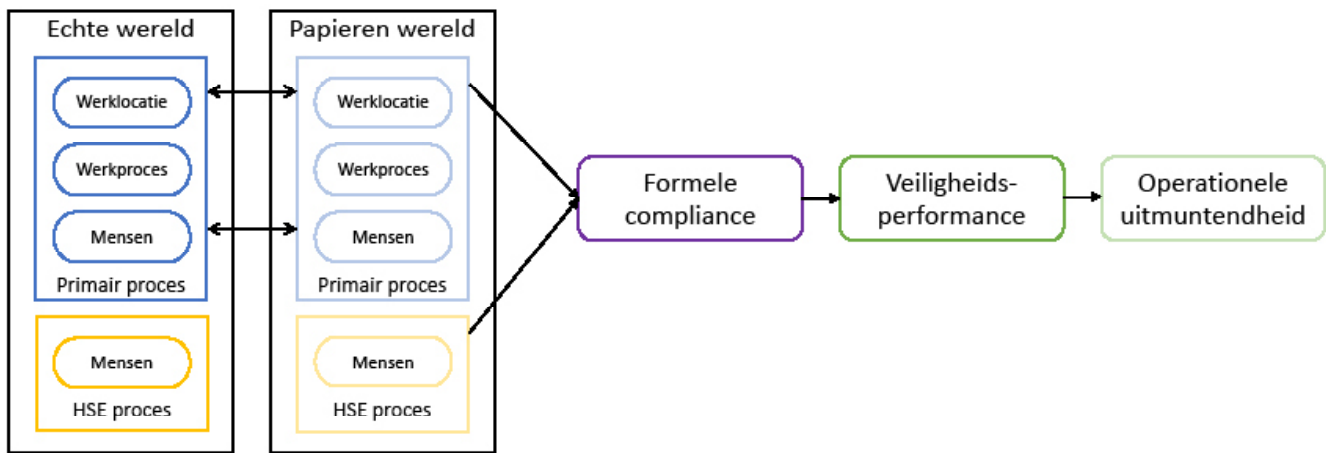 Echte wereld
Werklocatie
Werkproces
Mensen
Primair proces
Mensen
HSE proces
Papieren wereld
Werklocatie
Werkproces
Mensen
Primair proces
Mensen
HSE proces
Formele
compliance
Veiligheids-
performance
Operationele
uitmuntendheid